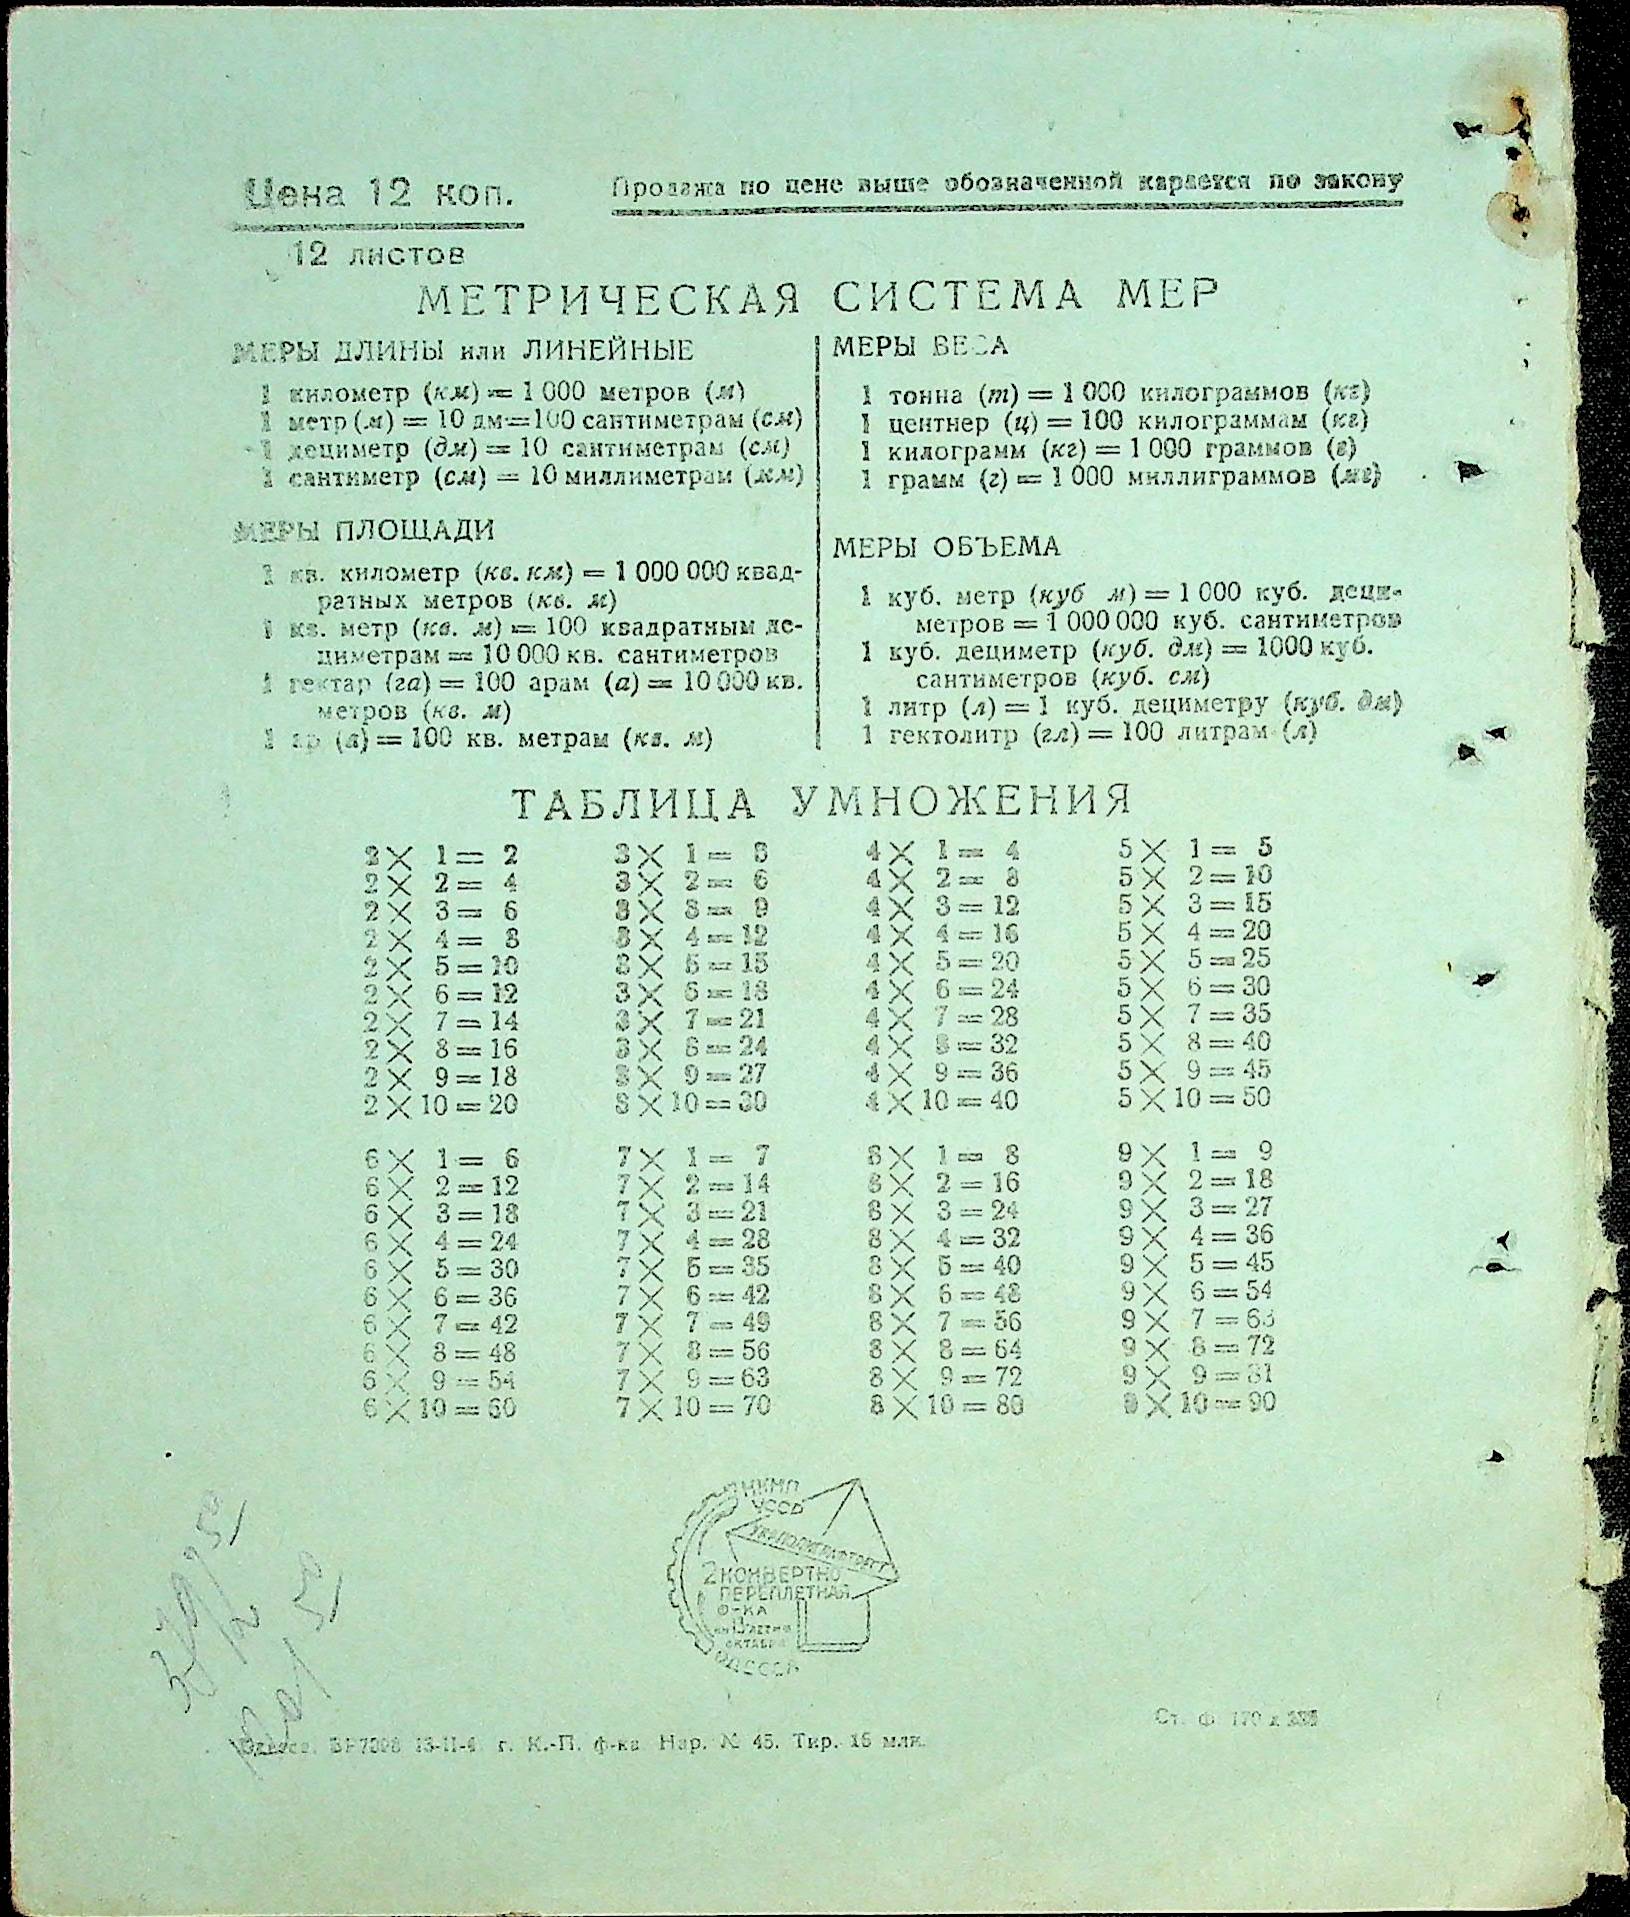 Цена 12 коп.
Продажа по цене выше обозначенной карается по закону
12 листов
МЕТРИЧЕСКАЯ СИСТЕМА МЕР
МЕРЫ ДЛИНЫ или ЛИНЕЙНЫЕ
1 километр (км) = 1 000 метров (м)
1 метр (м) = 10 дм = 100 сантиметрам (см)
1 дециметр (дм) = 10 сантиметрам (см)
1 сантиметр (см) = 10 миллиметрам (мм)
МЕРЫ ПЛОЩАДИ
1 кв. километр (кв. км) = 1 000 000 квад-
ратных метров (кв. м)
1 кв. метр (кв. м) = 100 квадратным де-
циметрам = 10 000 кв. сантиметров
1 гектар (га) = 100 арам (а) = 10 000 кв.
метров (кв. м)
1 ар (а) = 100 кв. метрам (кв. м)
МЕРЫ ВЕСА
1 тонна (т) = 1 000 килограммов (кг)
1 центнер (ц) = 100 килограммам (кг)
1 килограмм (кг) = 1 000 граммов (г)
1 грамм (г) = 1 000 миллиграммов (мг)
МЕРЫ ОБЪЕМА
1 куб. метр (куб м) = 1 000 куб. деци-
метров = 1 000 000 куб. сантиметров
1 куб. дециметр (куб. дм) = 1000 куб.
сантиметров (куб. см)
1 литр (л) = 1 куб. дециметру (куб. дм)
1 гектолитр (гл) = 100 литрам (л)
ТАБЛИЦА УМНОЖЕНИЯ
2 × 1 = 2 3 × 1 = 3 4 × 1 = 4 5 × 1 = 5
2 × 2 = 4 3 × 2 = 6 4 × 2 = 8 5 × 2 = 10
2 × 3 = 6 3 × 3 = 9 4 × 3 = 12 5 × 3 = 15
2 × 4 = 8 3 × 4 = 12 4 × 4 = 16 5 × 4 = 20
2 × 5 = 10 3 × 5 = 15 4 × 5 = 20 5 × 5 = 25
2 × 6 = 12 3 × 6 = 18 4 × 6 = 24 5 × 6 = 30
2 × 7 = 14 3 × 7 = 21 4 × 7 = 28 5 × 7 = 35
2 × 8 = 16 3 × 8 = 24 4 × 8 = 32 5 × 8 = 40
2 × 9 = 18 3 × 9 = 27 4 × 9 = 36 5 × 9 = 45
2 × 10 = 20 3 × 10 = 30 4 × 10 = 40 5 × 10 = 50
6 × 1 = 6 7 × 1 = 7 8 × 1 = 8 9 × 1 = 9
6 × 2 = 12 7 × 2 = 14 8 × 2 = 16 9 × 2 = 18
6 × 3 = 18 7 × 3 = 21 8 × 3 = 24 9 × 3 = 27
6 × 4 = 24 7 × 4 = 28 8 × 4 = 32 9 × 4 = 36
6 × 5 = 30 7 × 5 = 35 8 × 5 = 40 9 × 5 = 45
6 × 6 = 36 7 × 6 = 42 8 × 6 = 48 9 × 6 = 54
6 × 7 = 42 7 × 7 = 49 8 × 7 = 56 9 × 7 = 63
6 × 8 = 48 7 × 8 = 56 8 × 8 = 64 9 × 8 = 72
6 × 9 = 54 7 × 9 = 63 8 × 9 = 72 9 × 9 = 81
6 × 10 = 60 7 × 10 = 70 8 × 10 = 80 9 × 10 = 90
НКМП
УССР
УКРПОЛИГРАФТРЕСТ
2 КОНВЕРТНО
ПЕРЕПЛЕТНАЯ
Ф-КА
ЛЕТИЯ
ОКТАБРЯ
ОДЕССА
Ст. Ф 170 х
Одесса. г. К.-П. ф-ка Нар. № 45. Тир. 16 млн.